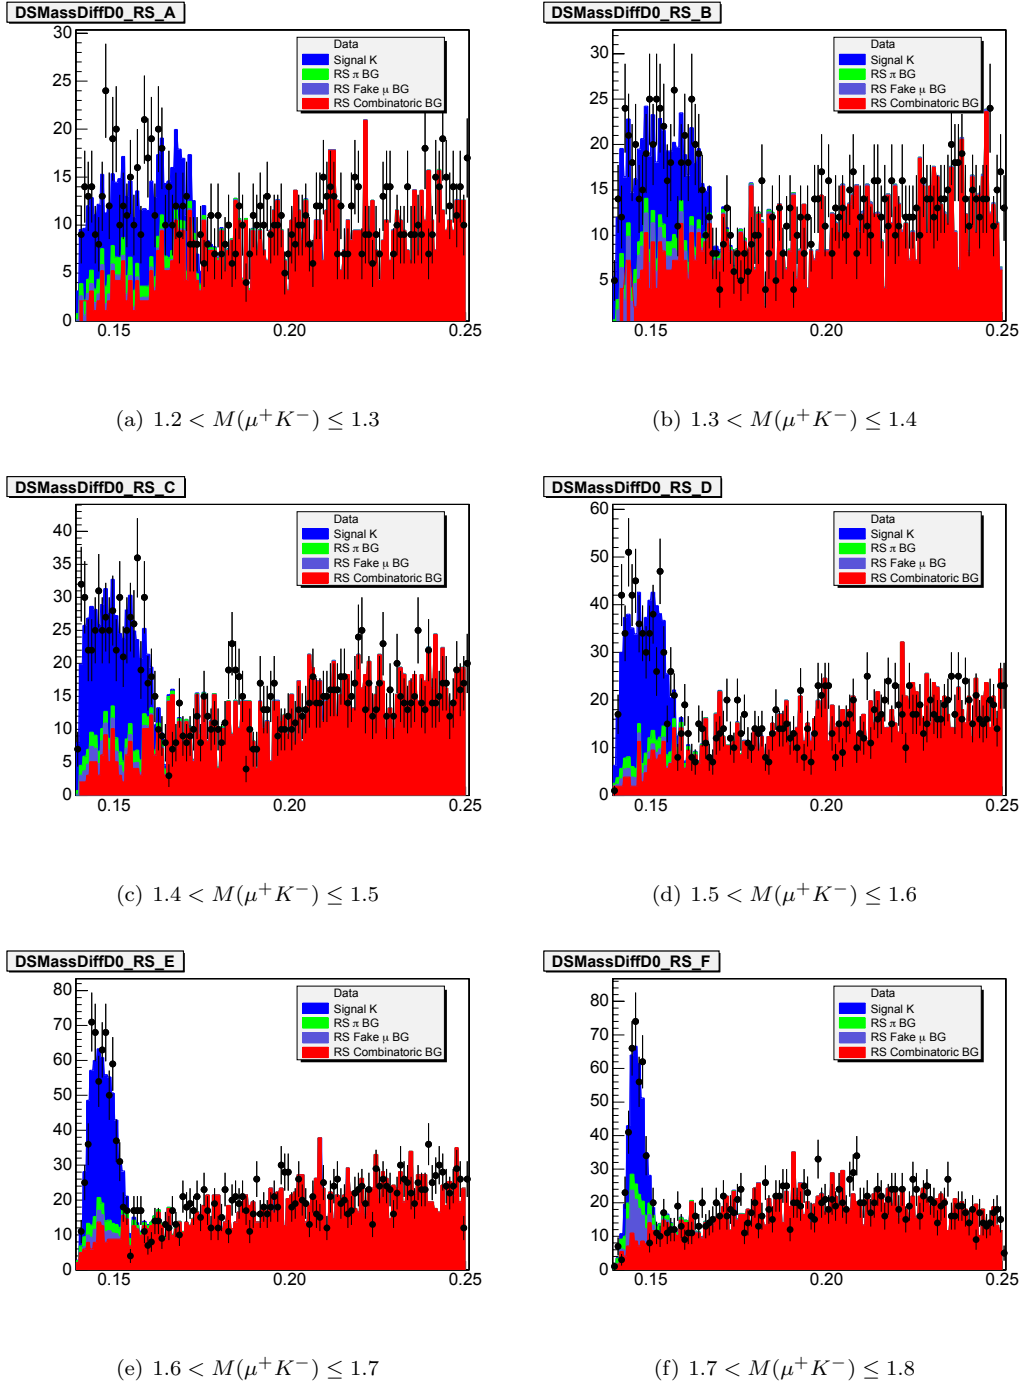 DSMassDiffD0_RS_A
30
25
20
15
10
5
0
0.15 0.20 0.25
Data
Signal K
RS π BG
RS Fake μ BG
RS Combinatoric BG
(a) 1.2 < M(μ⁺K⁻) ≤ 1.3
DSMassDiffD0_RS_B
30
25
20
15
10
5
0.15 0.20 0.25
Data
Signal K
RS π BG
RS Fake μ BG
RS Combinatoric BG
(b) 1.3 < M(μ⁺K⁻) ≤ 1.4
DSMassDiffD0_RS_C
40
35
30
25
20
15
10
5
0
0.15 0.20 0.25
Data
Signal K
RS π BG
RS Fake μ BG
RS Combinatoric BG
(c) 1.4 < M(μ⁺K⁻) ≤ 1.5
DSMassDiffD0_RS_D
60
50
40
30
20
10
0
0.15 0.20 0.25
Data
Signal K
RS π BG
RS Fake μ BG
RS Combinatoric BG
(d) 1.5 < M(μ⁺K⁻) ≤ 1.6
DSMassDiffD0_RS_E
80
70
60
50
40
30
20
10
0
0.15 0.20 0.25
Data
Signal K
RS π BG
RS Fake μ BG
RS Combinatoric BG
(e) 1.6 < M(μ⁺K⁻) ≤ 1.7
DSMassDiffD0_RS_F
80
70
60
50
40
30
20
10
0
0.15 0.20 0.25
Data
Signal K
RS π BG
RS Fake μ BG
RS Combinatoric BG
(f) 1.7 < M(μ⁺K⁻) ≤ 1.8